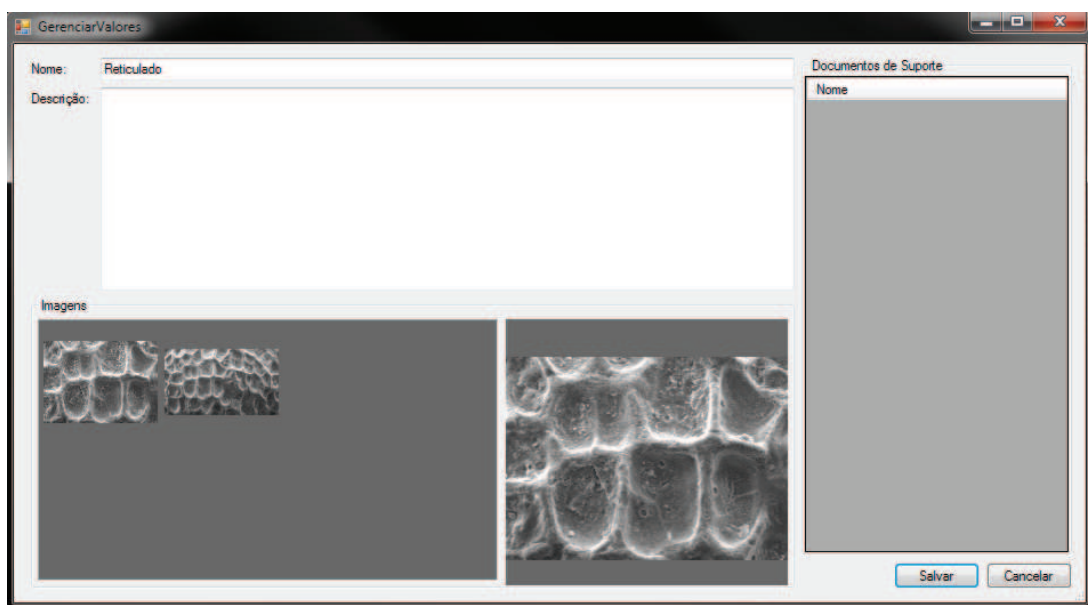 GerenciarValores
Nome: Reticulado
Descrição:
Imagens
Documentos de Suporte
Nome
Salvar Cancelar